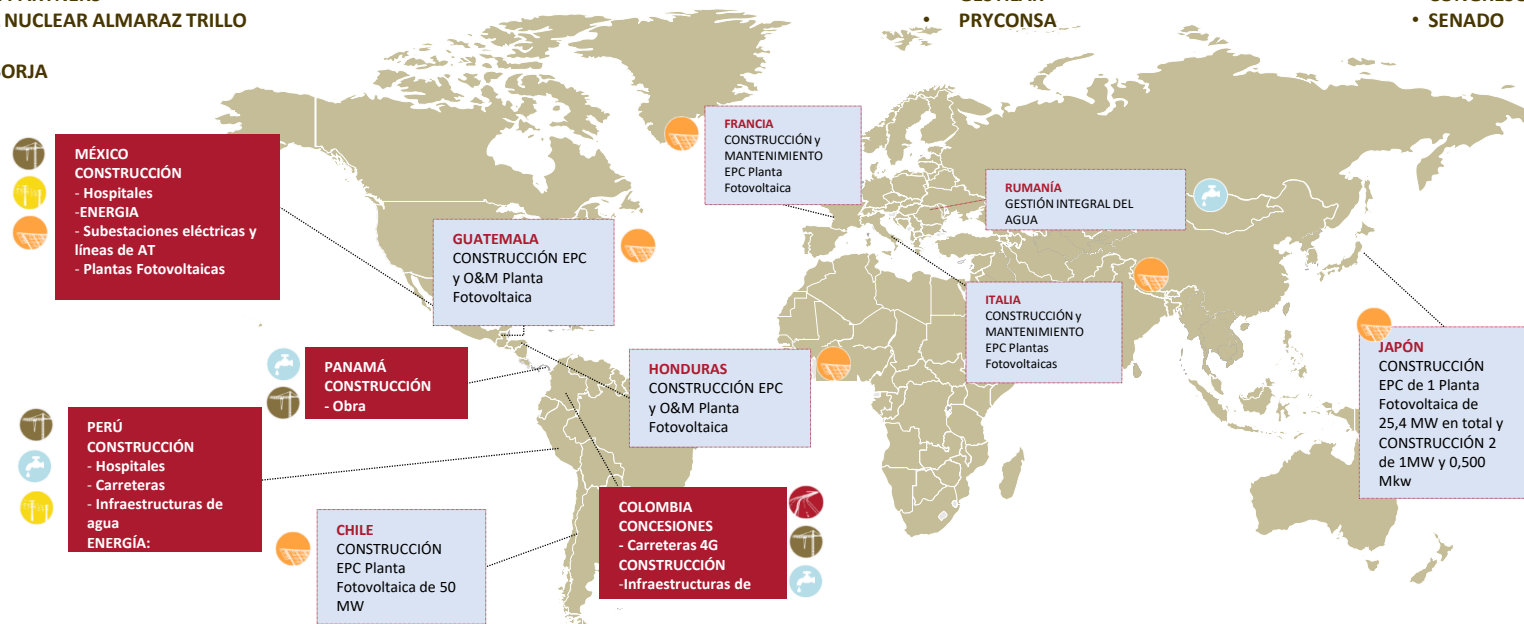 NUCLEAR ALMARAZ TRILLO
• PRYCONSA
• SENADO
MÉXICO
CONSTRUCCIÓN
- Hospitales
-ENERGIA
- Subestaciones eléctricas y
líneas de AT
- Plantas Fotovoltaicas
FRANCIA
CONSTRUCCIÓN y
MANTENIMIENTO
EPC Planta
Fotovoltaica
RUMANÍA
GESTIÓN INTEGRAL DEL
AGUA
GUATEMALA
CONSTRUCCIÓN EPC
y O&M Planta
Fotovoltaica
ITALIA
CONSTRUCCIÓN y
MANTENIMIENTO
EPC Plantas
Fotovoltaicas
JAPÓN
CONSTRUCCIÓN
EPC de 1 Planta
Fotovoltaica de
25,4 MW en total y
CONSTRUCCIÓN 2
de 1MW y 0,500
Mkw
PANAMÁ
CONSTRUCCIÓN
- Obra
HONDURAS
CONSTRUCCIÓN EPC
y O&M Planta
Fotovoltaica
PERÚ
CONSTRUCCIÓN
- Hospitales
- Carreteras
- Infraestructuras de
agua
ENERGÍA:
CHILE
CONSTRUCCIÓN
EPC Planta
Fotovoltaica de 50
MW
COLOMBIA
CONCESIONES
- Carreteras 4G
CONSTRUCCIÓN
-Infraestructuras de